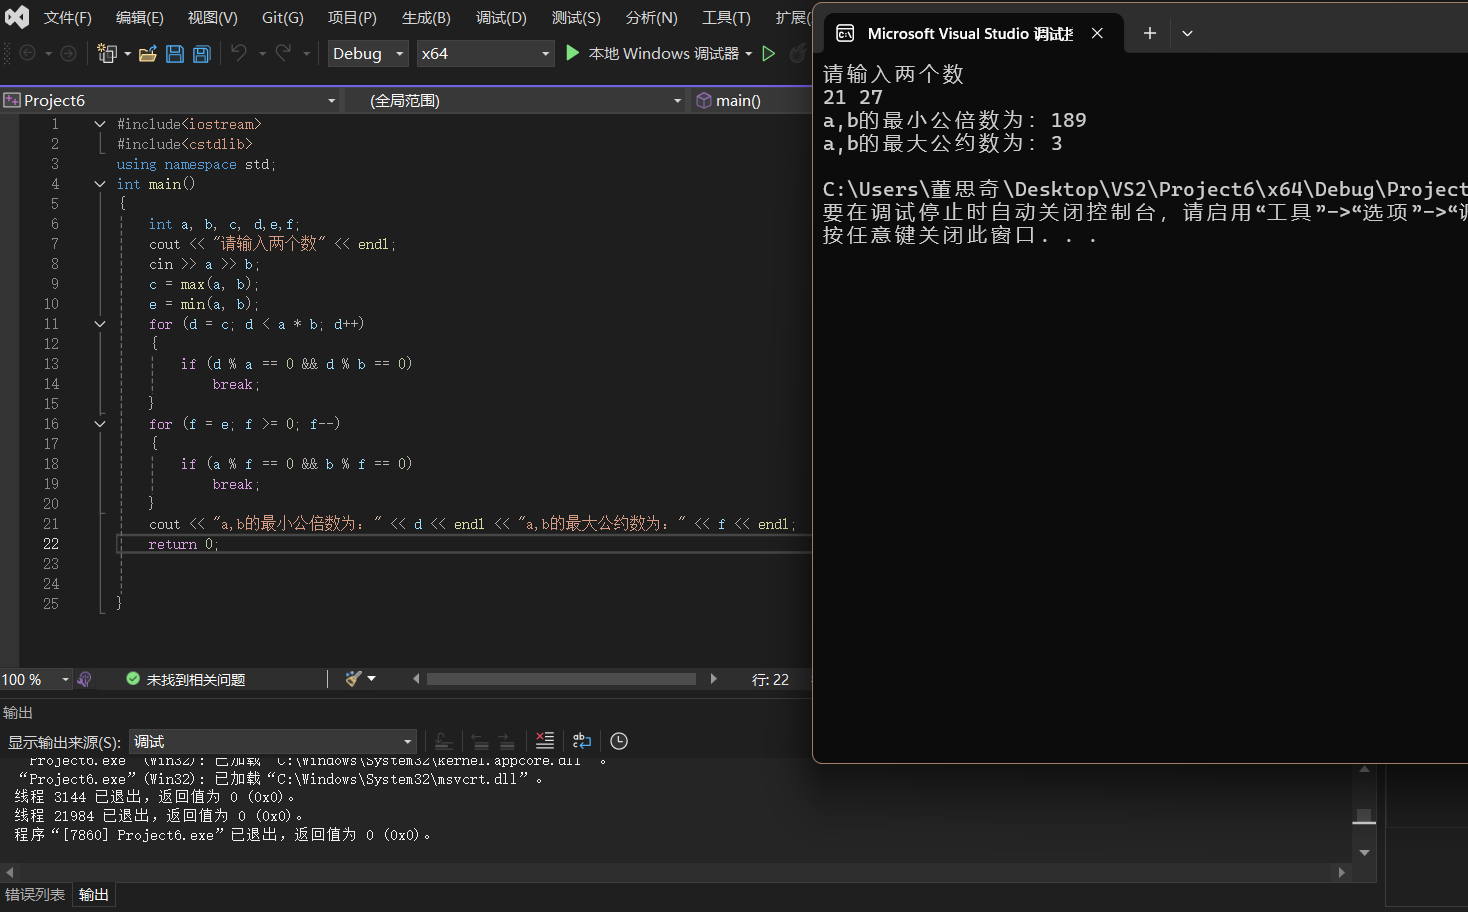 文件(F) 编辑(E) 视图(V) Git(G) 项目(P) 生成(B) 调试(D) 测试(S) 分析(N) 工具(T) 扩展(
Debug x64 本地 Windows 调试器
Project6 (全局范围) main()
1 #include<iostream>
2 #include<cstdlib>
3 using namespace std;
4 int main()
5 {
6 int a, b, c, d,e,f;
7 cout << "请输入两个数" << endl;
8 cin >> a >> b;
9 c = max(a, b);
10 e = min(a, b);
11 for (d = c; d < a * b; d++)
12 {
13 if (d % a == 0 && d % b == 0)
14 break;
15 }
16 for (f = e; f >= 0; f--)
17 {
18 if (a % f == 0 && b % f == 0)
19 break;
20 }
21 cout << "a,b的最小公倍数为：" << d << endl << "a,b的最大公约数为：" << f << endl;
22 return 0;
23
24
25 }
100 % 未找到相关问题 行: 22
输出
显示输出来源(S): 调试
Project6.exe”(Win32): 已加载“C:\Windows\System32\kernel.appcore.dll”。
“Project6.exe”(Win32): 已加载“C:\Windows\System32\msvcrt.dll”。
线程 3144 已退出，返回值为 0 (0x0)。
线程 21984 已退出，返回值为 0 (0x0)。
程序“[7860] Project6.exe”已退出，返回值为 0 (0x0)。
错误列表 输出
Microsoft Visual Studio 调试
请输入两个数
21 27
a,b的最小公倍数为：189
a,b的最大公约数为：3
C:\Users\董思奇\Desktop\VS2\Project6\x64\Debug\Project
要在调试停止时自动关闭控制台，请启用“工具”->“选项”->“
按任意键关闭此窗口. . .